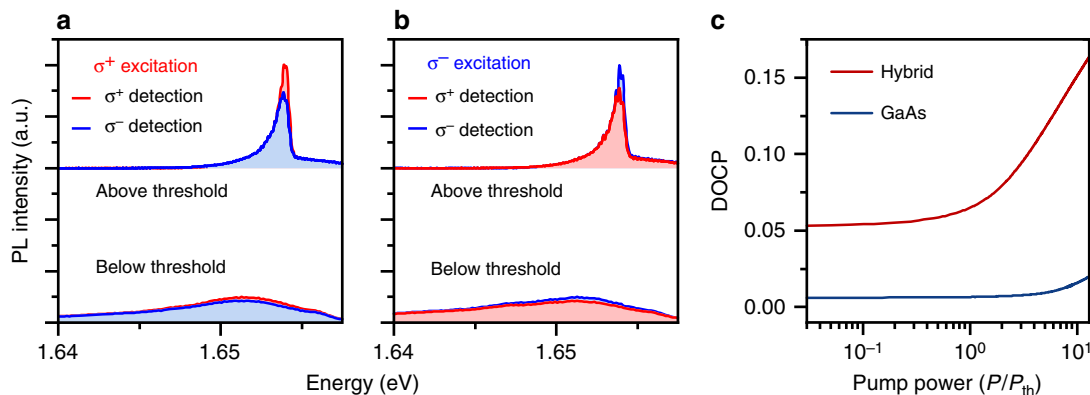 a
σ⁺ excitation
σ⁺ detection
σ⁻ detection
Above threshold
Below threshold
PL intensity (a.u.)
1.64
1.65
b
σ⁻ excitation
σ⁺ detection
σ⁻ detection
Above threshold
Below threshold
1.64
1.65
Energy (eV)
c
Hybrid
GaAs
DOCP
0.15
0.10
0.05
0.00
10⁻¹
10⁰
10¹
Pump power (P/Pth)